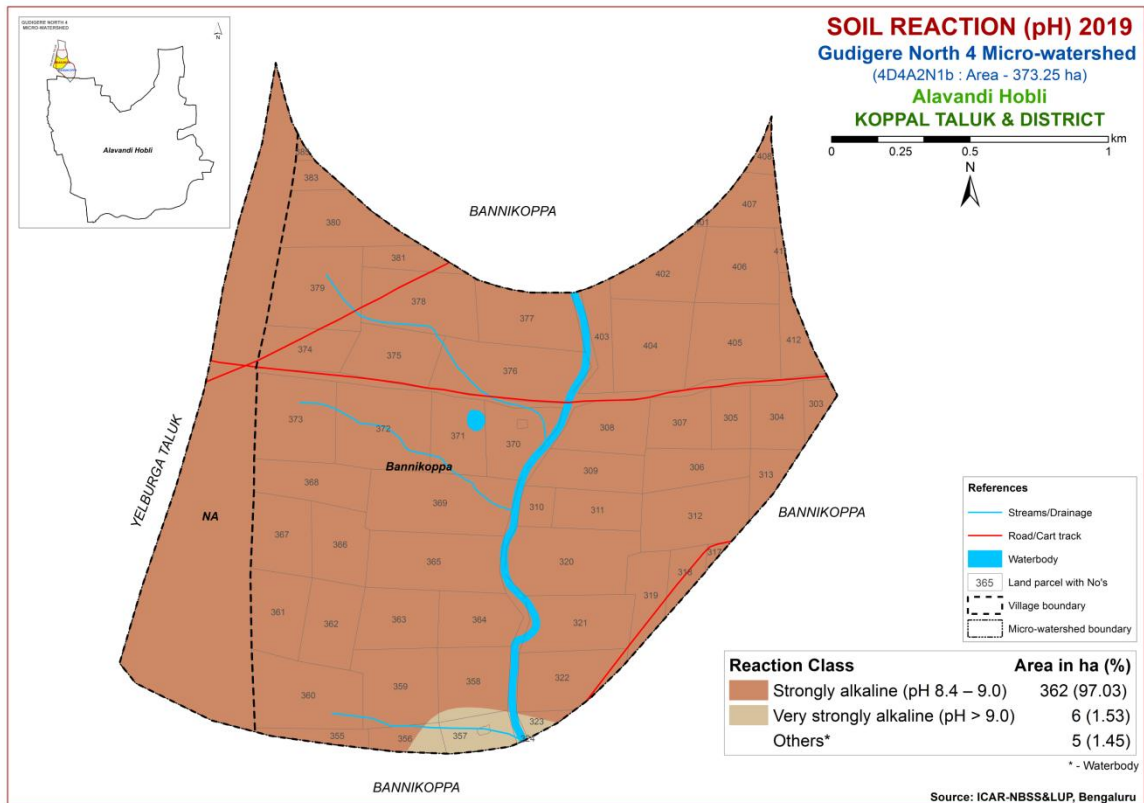 GUDIGERE NORTH 4
MICRO-WATERSHED
N
Alavandi Hobli
SOIL REACTION (pH) 2019
Gudigere North 4 Micro-watershed
(4D4A2N1b : Area - 373.25 ha)
Alavandi Hobli
KOPPAL TALUK & DISTRICT
km
0 0.25 0.5 1
N
BANNIKOPPA
408
383
407
401
380
381
402
406
379
378
377
403
404
405
412
374
375
376
303
304
305
307
308
373
372
371
370
Bannikoppa
309
306
313
368
369
310
311
312
BANNIKOPPA
YELBURGA TALUK
NA
367
366
365
320
317
318
319
361
362
363
364
321
360
359
358
322
323
355
356
357
BANNIKOPPA
References
Streams/Drainage
Road/Cart track
Waterbody
365 Land parcel with No's
Village boundary
Micro-watershed boundary
Reaction Class Area in ha (%)
Strongly alkaline (pH 8.4 – 9.0) 362 (97.03)
Very strongly alkaline (pH > 9.0) 6 (1.53)
Others* 5 (1.45)
* - Waterbody
Source: ICAR-NBSS&LUP, Bengaluru